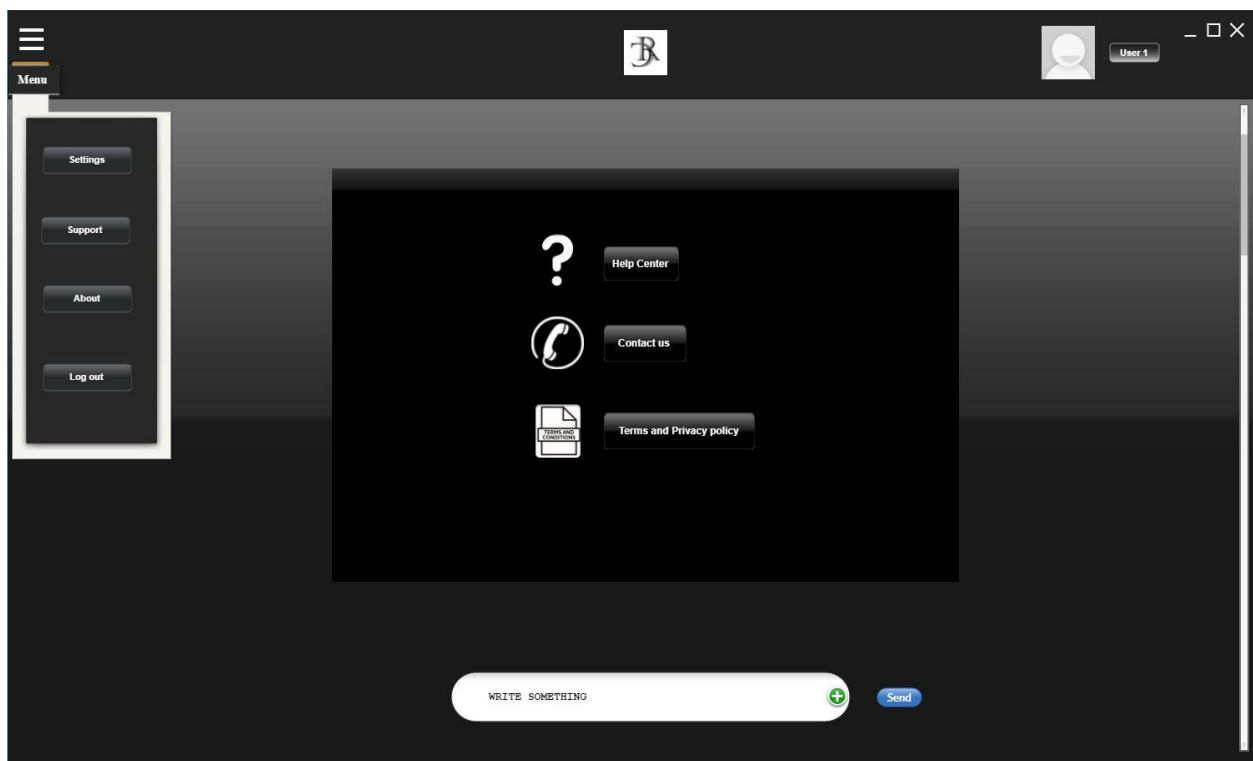 User 1
Menu
Settings
Support
About
Log out
Help Center
Contact us
TERMS AND
CONDITIONS
Terms and Privacy policy
WRITE SOMETHING
Send